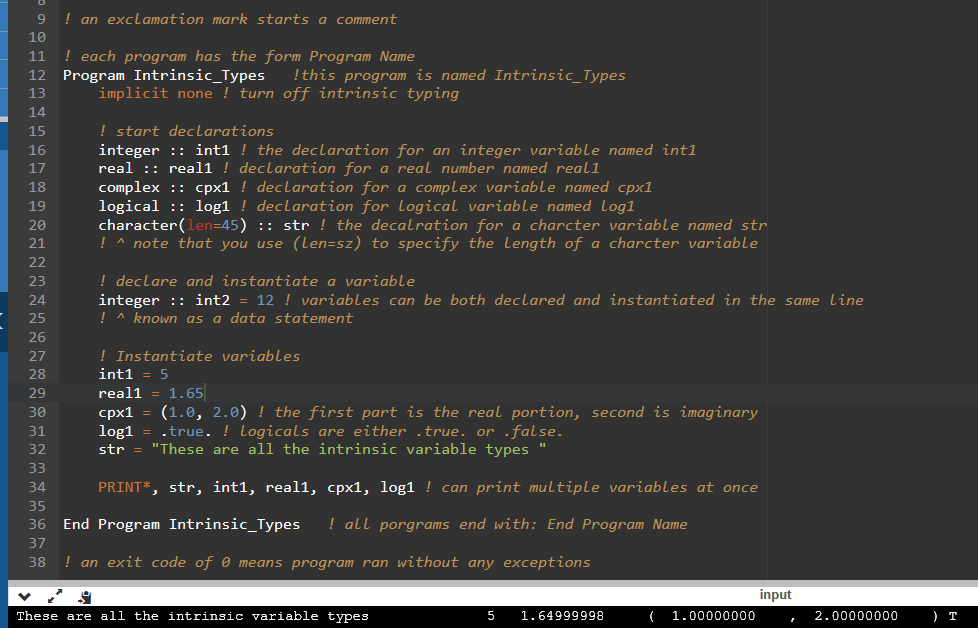 8
9 ! an exclamation mark starts a comment
10
11 ! each program has the form Program Name
12 Program Intrinsic_Types !this program is named Intrinsic_Types
13 implicit none ! turn off intrinsic typing
14
15 ! start declarations
16 integer :: int1 ! the declaration for an integer variable named int1
17 real :: real1 ! declaration for a real number named real1
18 complex :: cpx1 ! declaration for a complex variable named cpx1
19 logical :: log1 ! declaration for logical variable named log1
20 character(len=45) :: str ! the decalration for a charcter variable named str
21 ! ^ note that you use (len=sz) to specify the length of a charcter variable
22
23 ! declare and instantiate a variable
24 integer :: int2 = 12 ! variables can be both declared and instantiated in the same line
25 ! ^ known as a data statement
26
27 ! Instantiate variables
28 int1 = 5
29 real1 = 1.65
30 cpx1 = (1.0, 2.0) ! the first part is the real portion, second is imaginary
31 log1 = .true. ! logicals are either .true. or .false.
32 str = "These are all the intrinsic variable types "
33
34 PRINT*, str, int1, real1, cpx1, log1 ! can print multiple variables at once
35
36 End Program Intrinsic_Types ! all porgrams end with: End Program Name
37
38 ! an exit code of 0 means program ran without any exceptions
input
These are all the intrinsic variable types 5 1.64999998 ( 1.00000000 , 2.00000000 ) T